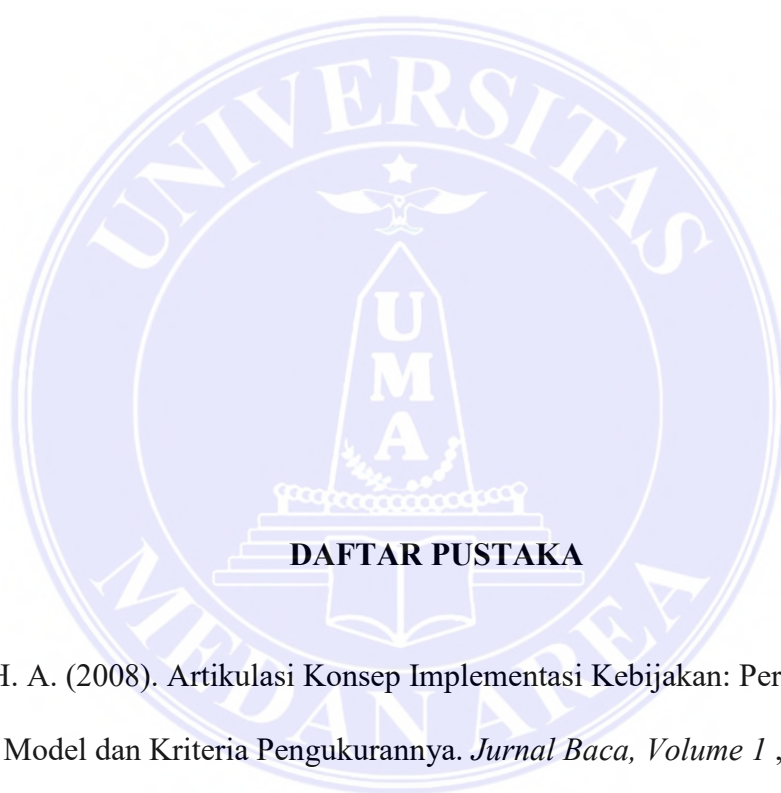 UNIVERSITAS
U
M
A
DAFTAR PUSTAKA
MEDAN AREA
H. A. (2008). Artikulasi Konsep Implementasi Kebijakan: Per
Model dan Kriteria Pengukurannya. Jurnal Baca, Volume 1 ,